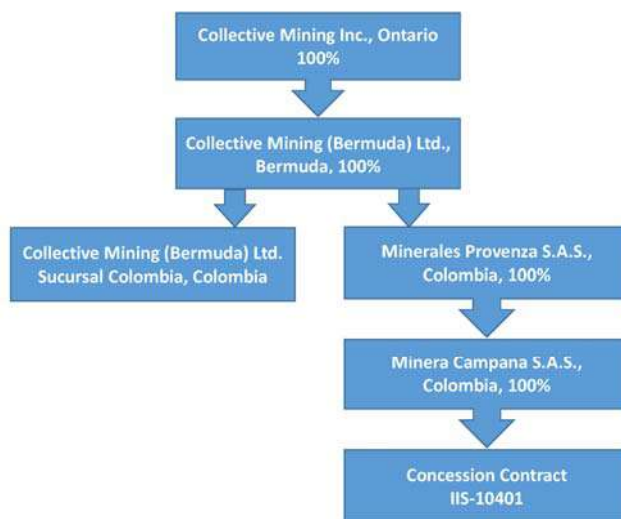 Collective Mining Inc., Ontario
100%
Collective Mining (Bermuda) Ltd.,
Bermuda, 100%
Collective Mining (Bermuda) Ltd.
Sucursal Colombia, Colombia
Minerales Provenza S.A.S.,
Colombia, 100%
Minera Campana S.A.S.,
Colombia, 100%
Concession Contract
IIS-10401